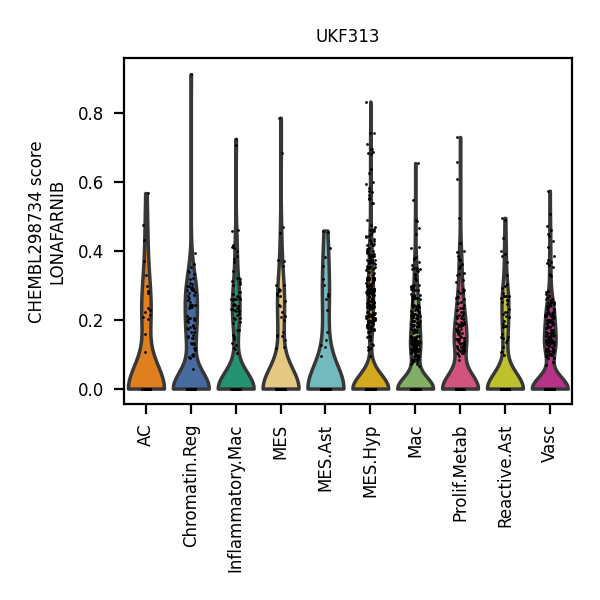 UKF313
CHEMBL298734 score
LONAFARNIB
0.8
0.6
0.4
0.2
0.0
AC
Chromatin.Reg
Inflammatory.Mac
MES
MES.Ast
MES.Hyp
Mac
Prolif.Metab
Reactive.Ast
Vasc